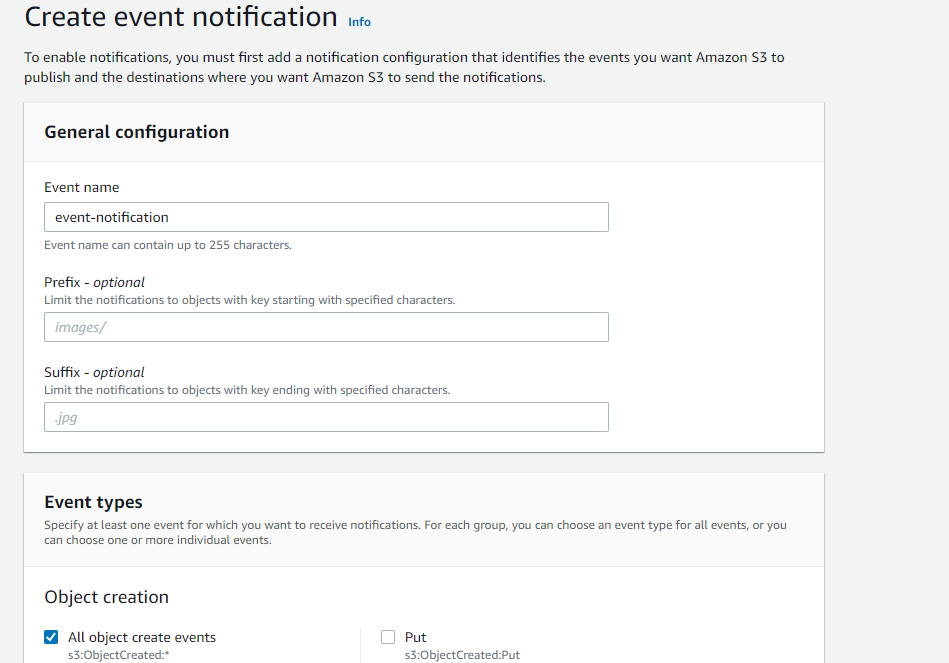 Create event notification Info
To enable notifications, you must first add a notification configuration that identifies the events you want Amazon S3 to
publish and the destinations where you want Amazon S3 to send the notifications.
General configuration
Event name
event-notification
Event name can contain up to 255 characters.
Prefix - optional
Limit the notifications to objects with key starting with specified characters.
images/
Suffix - optional
Limit the notifications to objects with key ending with specified characters.
.jpg
Event types
Specify at least one event for which you want to receive notifications. For each group, you can choose an event type for all events, or you
can choose one or more individual events.
Object creation
All object create events
s3:ObjectCreated:*
Put
s3:ObjectCreated:Put